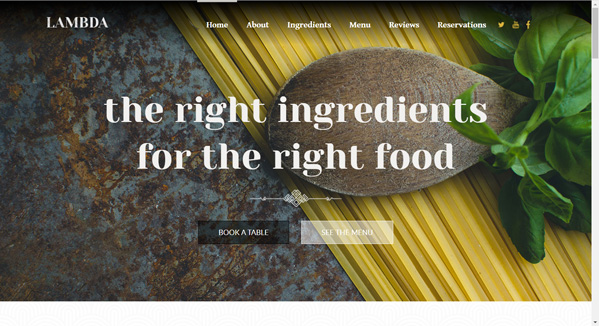 LAMBDA
Home About Ingredients Menu Reviews Reservations
the right ingredients
for the right food
BOOK A TABLE SEE THE MENU